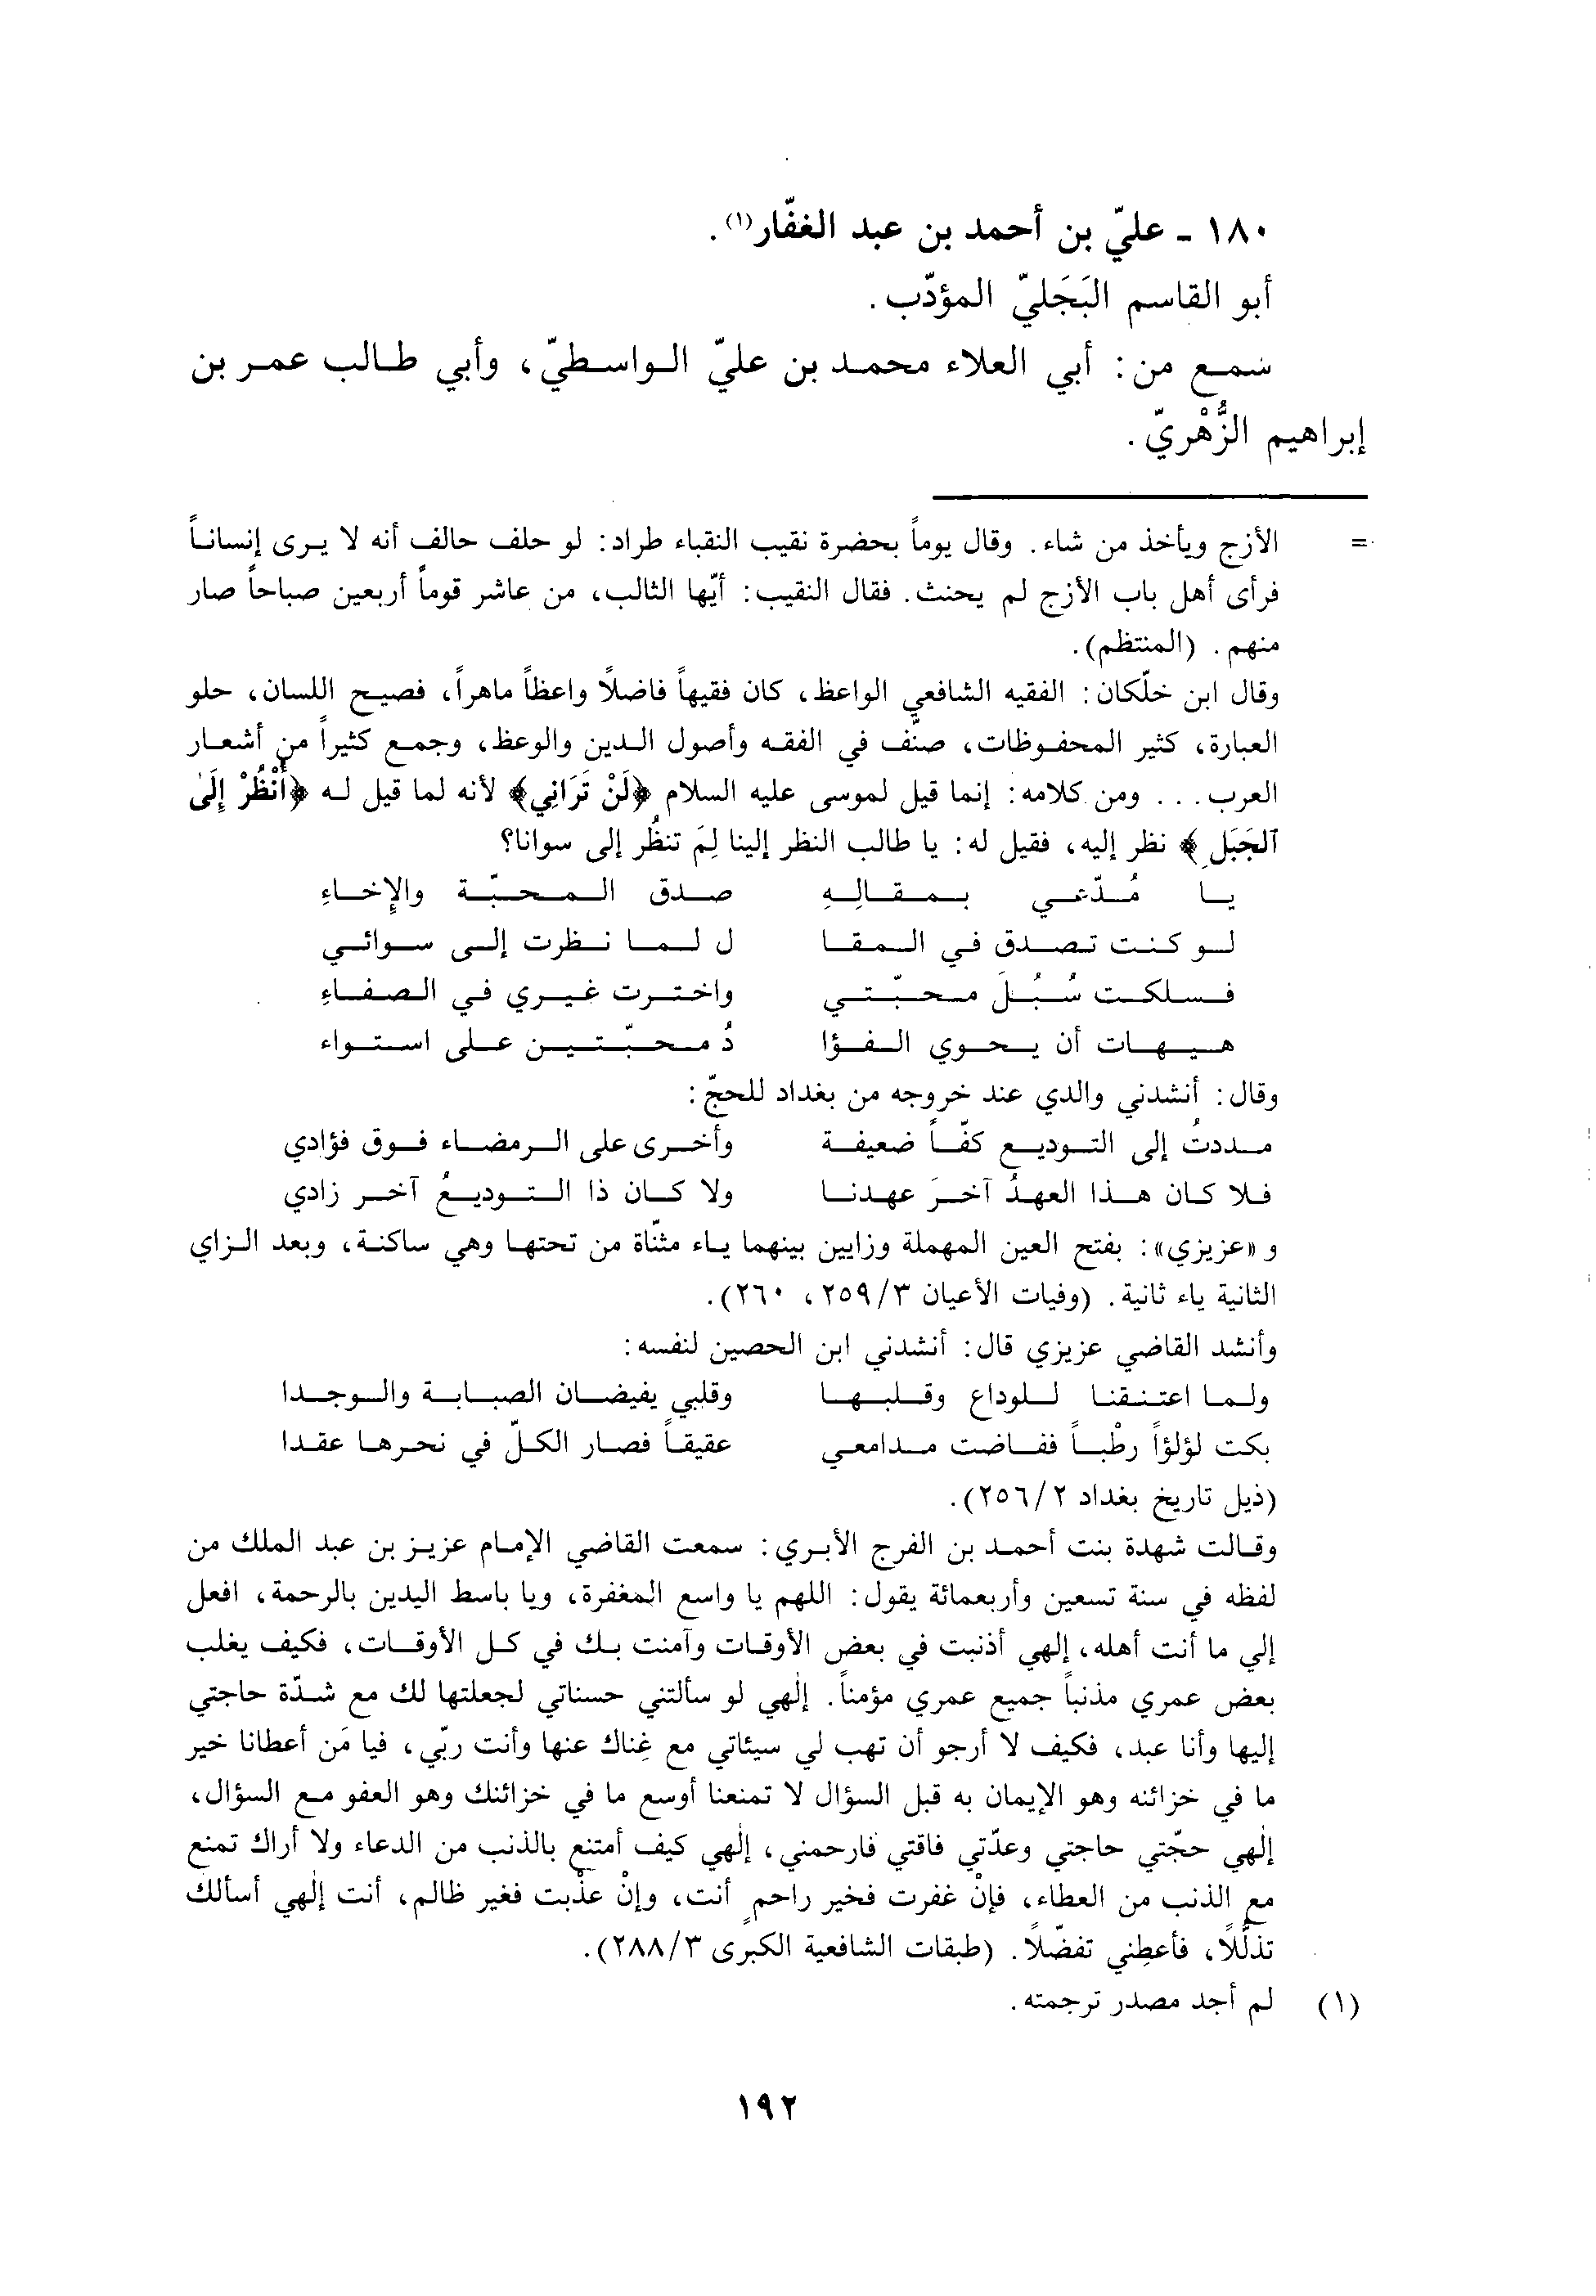 ١٨٠ - عليّ بن أحمد بن عبد الغفّار(١).
أبو القاسم البَجَليّ المؤدّب.
سمع من: أبي العلاء محمد بن عليّ الواسطيّ، وأبي طالب عمر بن
إبراهيم الزُّهْريّ.
= الأزج ويأخذ من شاء. وقال يوماً بحضرة نقيب النقباء طراد: لو حلف حالف أنه لا يرى إنساناً
فرأى أهل باب الأزج لم يحنث. فقال النقيب: أيّها الثالب، من عاشر قوماً أربعين صباحاً صار
منهم. (المنتظم).
وقال ابن خلّكان: الفقيه الشافعي الواعظ، كان فقيهاً فاضلاً واعظاً ماهراً، فصيح اللسان، حلو
العبارة، كثير المحفوظات، صنّف في الفقه وأصول الدين والوعظ، وجمع كثيراً من أشعار
العرب... ومن كلامه: إنما قيل لموسى عليه السلام ﴿لَنْ تَرَانِي﴾ لأنه لما قيل له ﴿أُنْظُرْ إِلَىٰ
ٱلجَبَلِ﴾ نظر إليه، فقيل له: يا طالب النظر إلينا لِمَ تنظُر إلى سوانا؟
يا مُدّعي بمقالِهِ صدق المحبّة والإخاءِ
لو كنت تصدق في المقا ل لما نظرت إلى سوائي
فسلكت سُبُلَ محبّتي واخترت غيري في الصفاءِ
هيهات أن يحوي الفؤا دُ محبّتين على استواء
وقال: أنشدني والدي عند خروجه من بغداد للحجّ:
مددتُ إلى التوديع كفّاً ضعيفة وأخرى على الرمضاء فوق فؤادي
فلا كان هذا العهدُ آخرَ عهدنا ولا كان ذا التوديعُ آخر زادي
و «عزيزي»: بفتح العين المهملة وزايين بينهما ياء مثنّاة من تحتها وهي ساكنة، وبعد الزاي
الثانية ياء ثانية. (وفيات الأعيان ٢٥٩/٣، ٢٦٠).
وأنشد القاضي عزيزي قال: أنشدني ابن الحصين لنفسه:
ولما اعتنقنا للوداع وقلبها وقلبي يفيضان الصبابة والوجدا
بكت لؤلؤاً رطْباً ففاضت مدامعي عقيقاً فصار الكلّ في نحرها عقدا
(ذيل تاريخ بغداد ٢٥٦/٢).
وقالت شهدة بنت أحمد بن الفرج الأبري: سمعت القاضي الإمام عزيز بن عبد الملك من
لفظه في سنة تسعين وأربعمائة يقول: اللهم يا واسع المغفرة، ويا باسط اليدين بالرحمة، افعل
إلي ما أنت أهله، إلهي أذنبت في بعض الأوقات وآمنت بك في كل الأوقات، فكيف يغلب
بعض عمري مذنباً جميع عمري مؤمناً. إلٰهي لو سألتني حسناتي لجعلتها لك مع شدّة حاجتي
إليها وأنا عبد، فكيف لا أرجو أن تهب لي سيئاتي مع غِناك عنها وأنت ربّي، فيا مَن أعطانا خير
ما في خزائنه وهو الإيمان به قبل السؤال لا تمنعنا أوسع ما في خزائنك وهو العفو مع السؤال،
إلٰهي حجّتي حاجتي وعدّتي فاقتي فارحمني، إلٰهي كيف أمتنع بالذنب من الدعاء ولا أراك تمنع
مع الذنب من العطاء، فإنْ غفرت فخير راحمٍ أنت، وإنْ عذْبت فغير ظالم، أنت إلٰهي أسألك
تذلّلاً، فأعطِني تفضّلاً. (طبقات الشافعية الكبرى ٢٨٨/٣).
(١) لم أجد مصدر ترجمته.
١٩٢